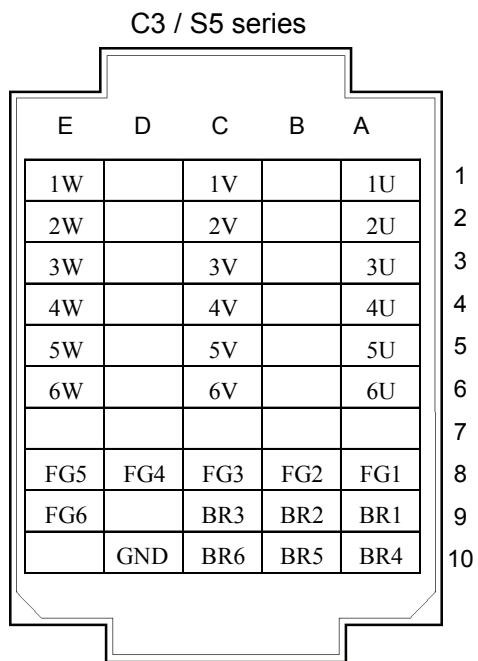 C3 / S5 series
E D C B A
1W 1V 1U 1
2W 2V 2U 2
3W 3V 3U 3
4W 4V 4U 4
5W 5V 5U 5
6W 6V 6U 6
7
FG5 FG4 FG3 FG2 FG1 8
FG6 BR3 BR2 BR1 9
GND BR6 BR5 BR4 10